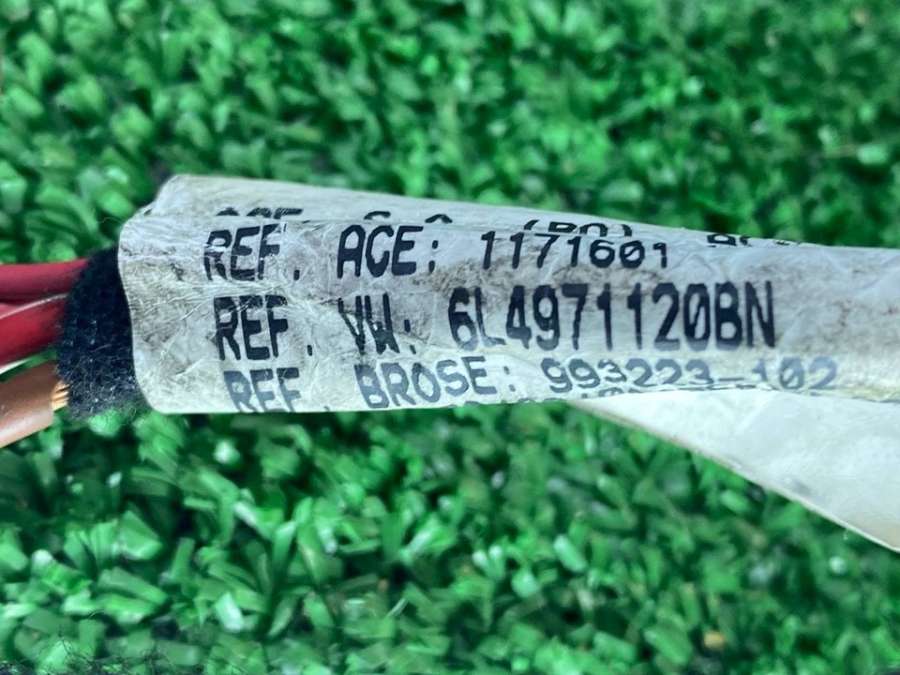 REF. ACE: 1171601
REF. VW: 6L4971120BN
REF. BROSE: 993223-102